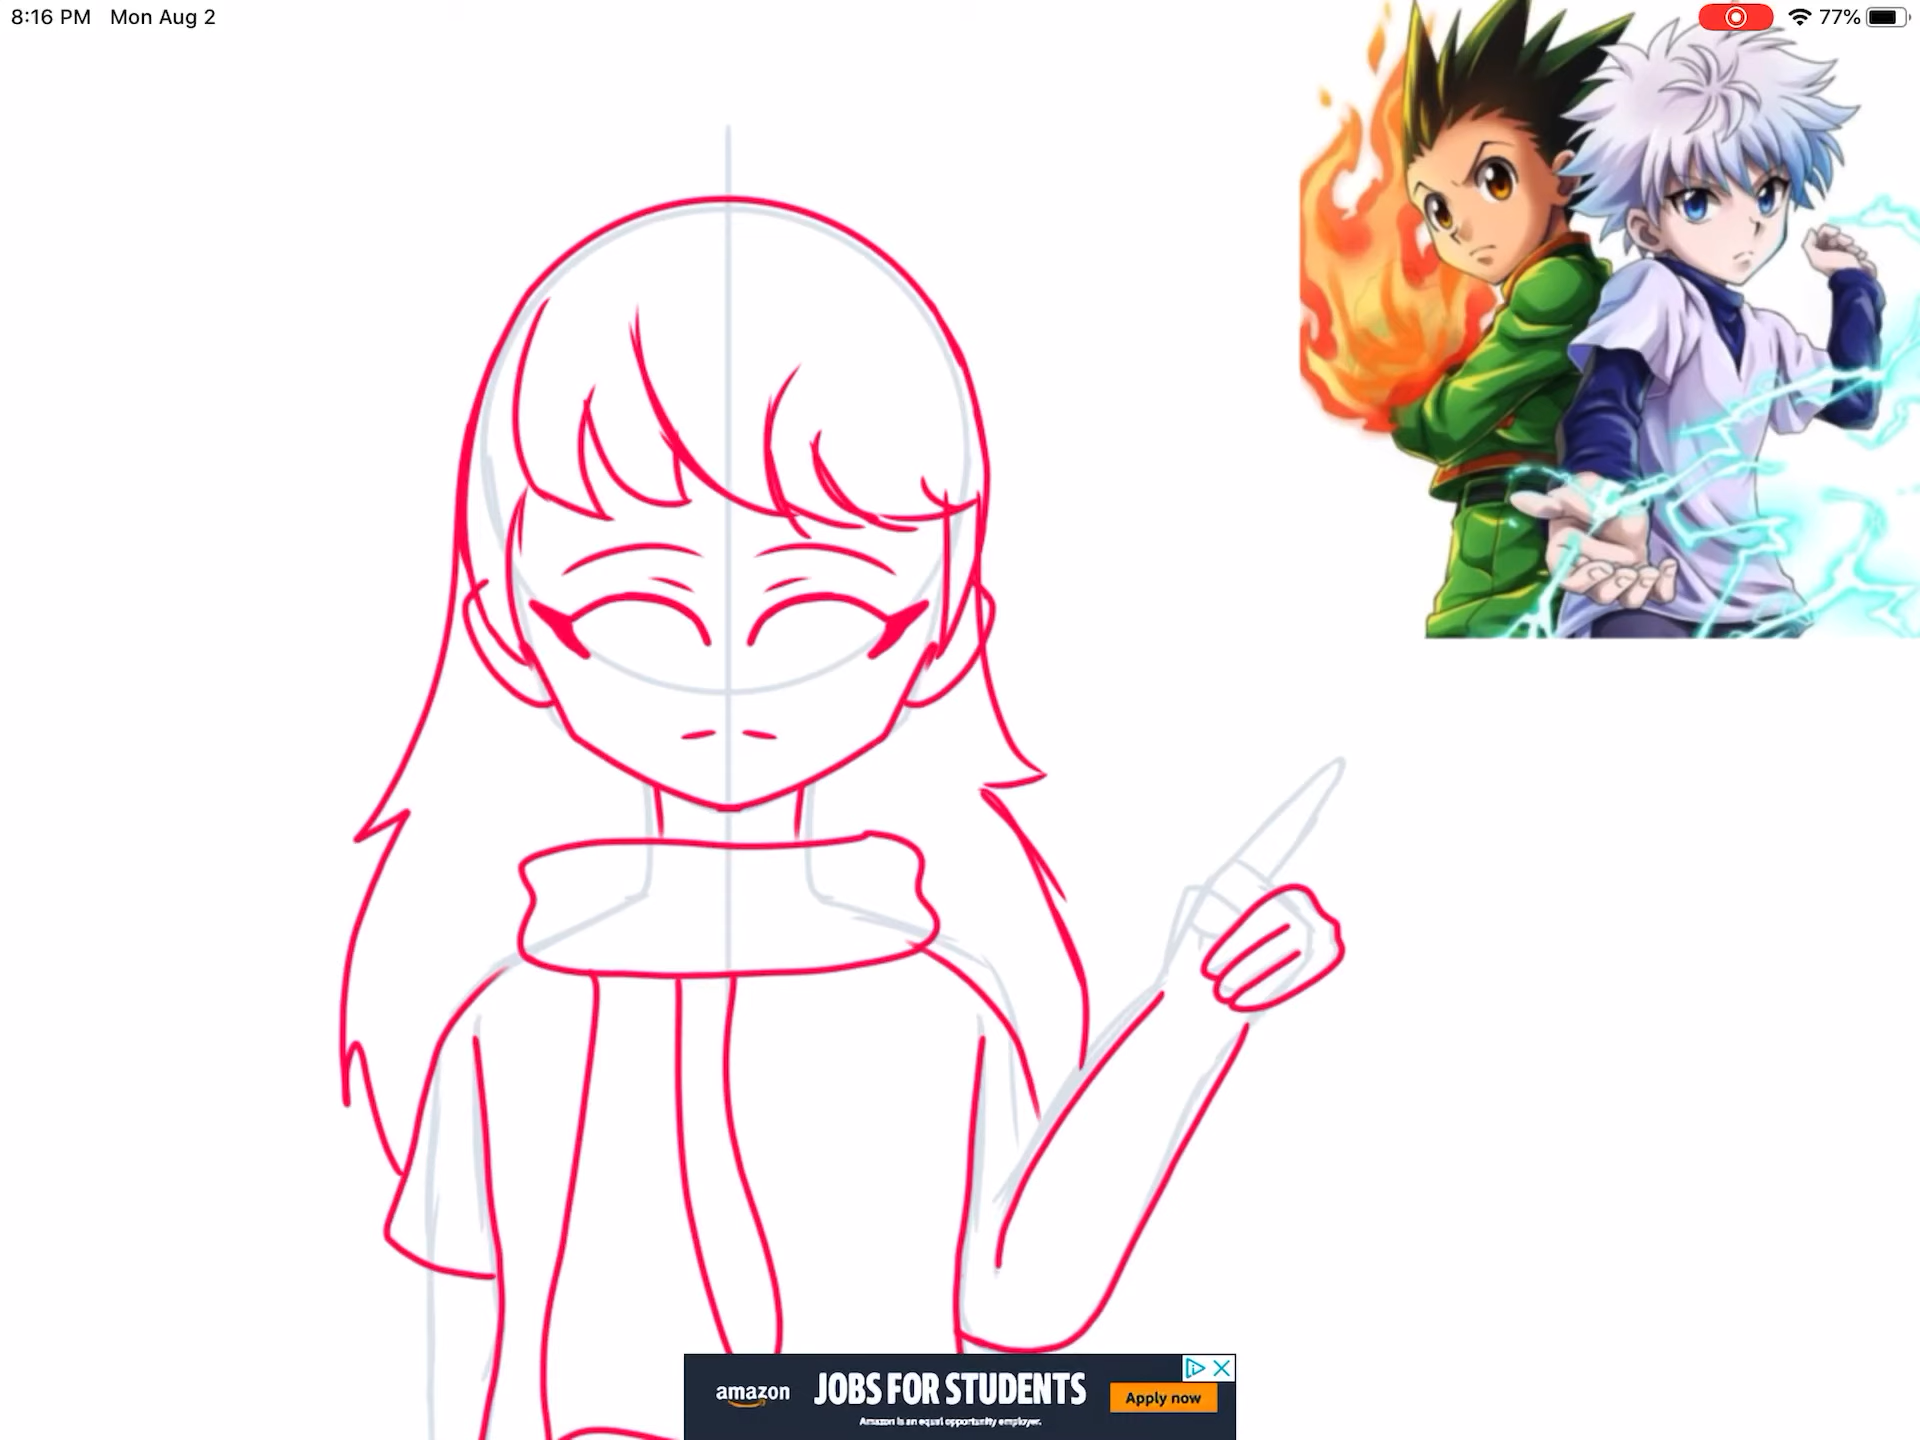 8:16 PM Mon Aug 2
77%
amazon
JOBS FOR STUDENTS
Amazon is an equal opportunity employer.
Apply now